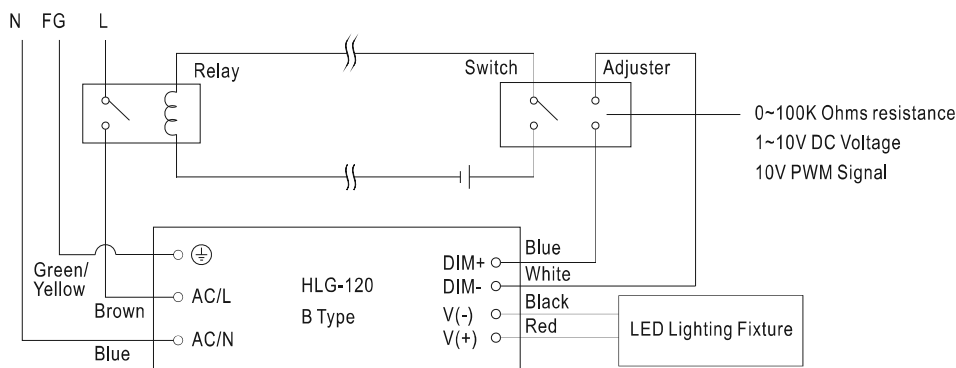 N FG L
Relay
Switch
Adjuster
0~100K Ohms resistance
1~10V DC Voltage
10V PWM Signal
Green/
Yellow
Brown
Blue
AC/L
AC/N
HLG-120
B Type
DIM+
DIM-
V(-)
V(+)
Blue
White
Black
Red
LED Lighting Fixture